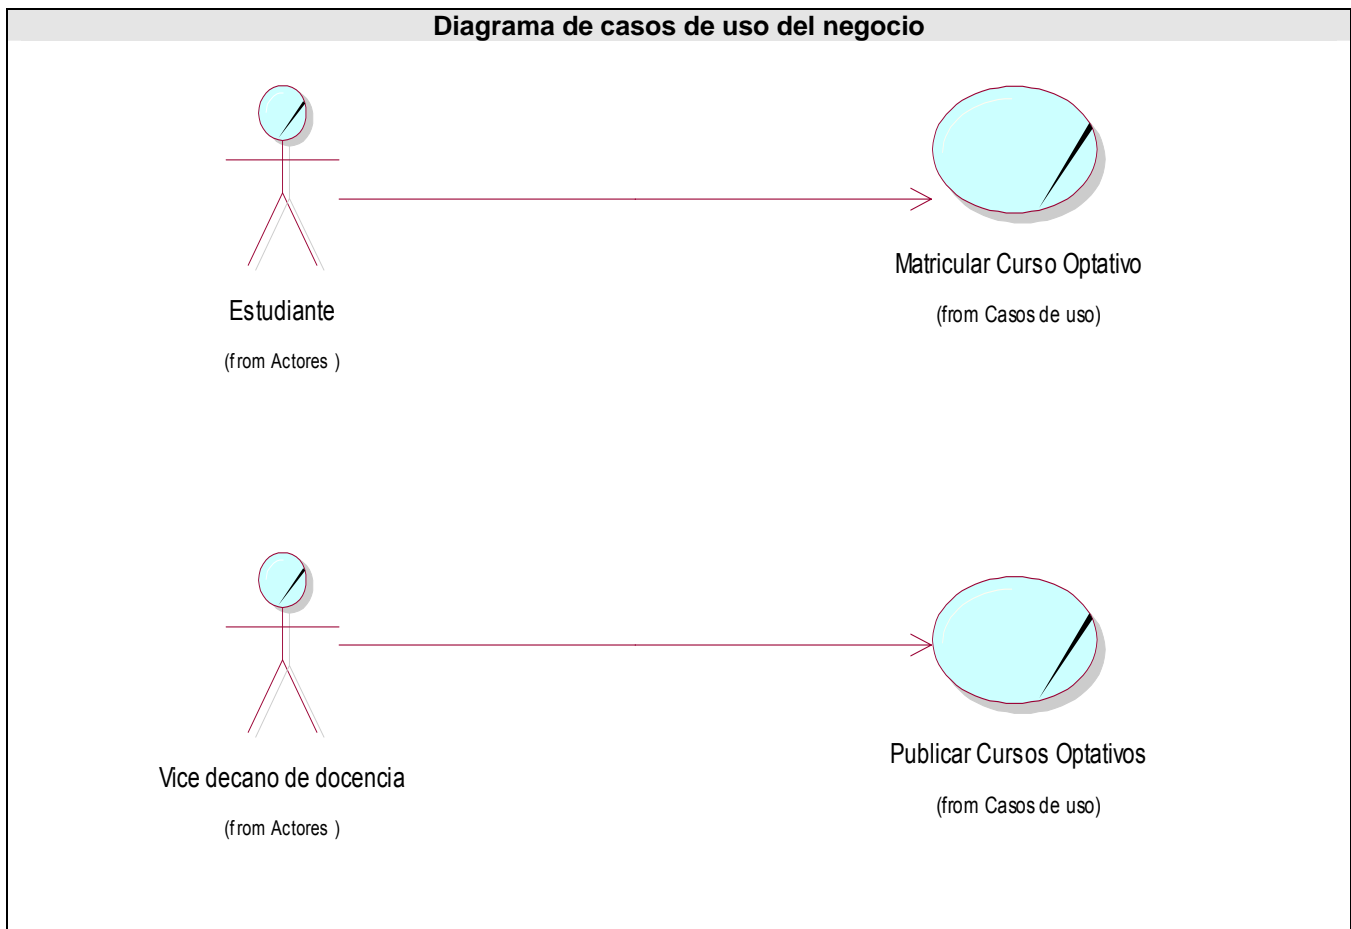 Diagrama de casos de uso del negocio
Estudiante
(from Actores )
Matricular Curso Optativo
(from Casos de uso)
Vice decano de docencia
(from Actores )
Publicar Cursos Optativos
(from Casos de uso)